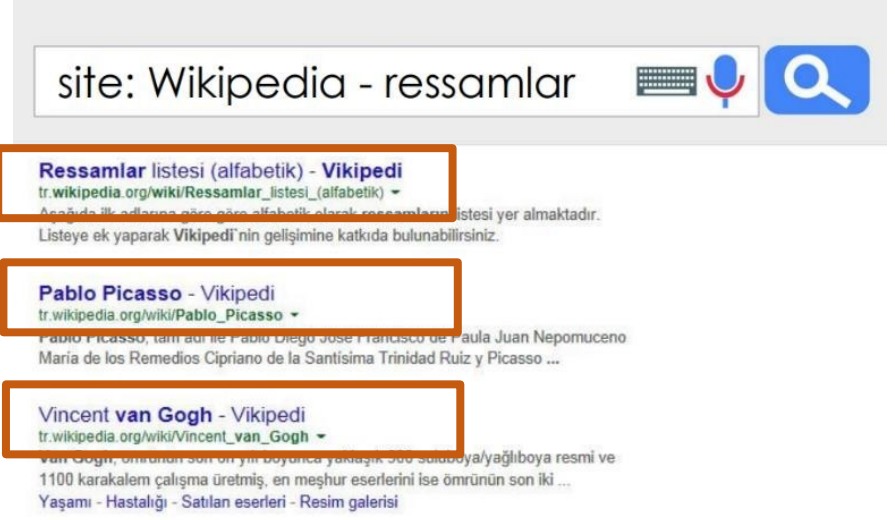 site: Wikipedia - ressamlar
Ressamlar listesi (alfabetik) - Vikipedi
tr.wikipedia.org/wiki/Ressamlar_listesi_(alfabetik)
Aşağıda ilk adlarına göre göre alfabetik olarak ressamların listesi yer almaktadır.
Listeye ek yaparak Vikipedi`nin gelişimine katkıda bulunabilirsiniz.
Pablo Picasso - Vikipedi
tr.wikipedia.org/wiki/Pablo_Picasso
Pablo Picasso, tam adı ile Pablo Diego José Francisco de Paula Juan Nepomuceno
María de los Remedios Cipriano de la Santísima Trinidad Ruiz y Picasso ...
Vincent van Gogh - Vikipedi
tr.wikipedia.org/wiki/Vincent_van_Gogh
Van Gogh, ömrünün son on yılı boyunca yaklaşık 900 suluboya/yağlıboya resmi ve
1100 karakalem çalışma üretmiş, en meşhur eserlerini ise ömrünün son iki ...
Yaşamı - Hastalığı - Satılan eserleri - Resim galerisi